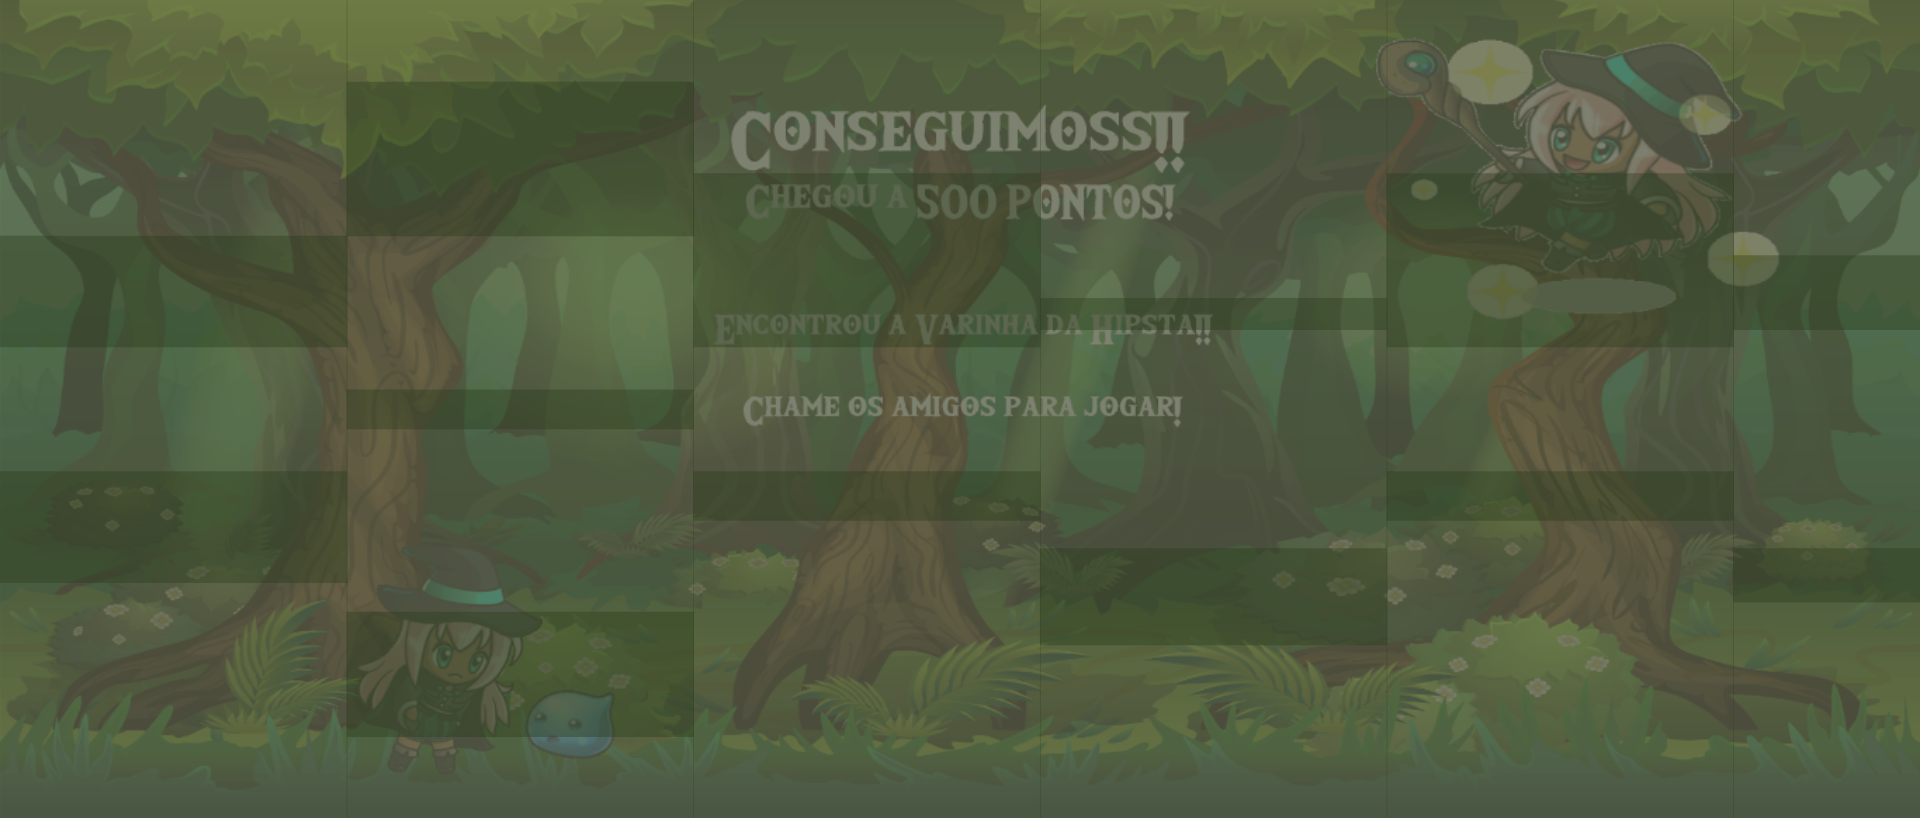 Conseguimoss!!
Chegou a 500 pontos!
Encontrou a Varinha da Hipsta!!
Chame os amigos para jogar!